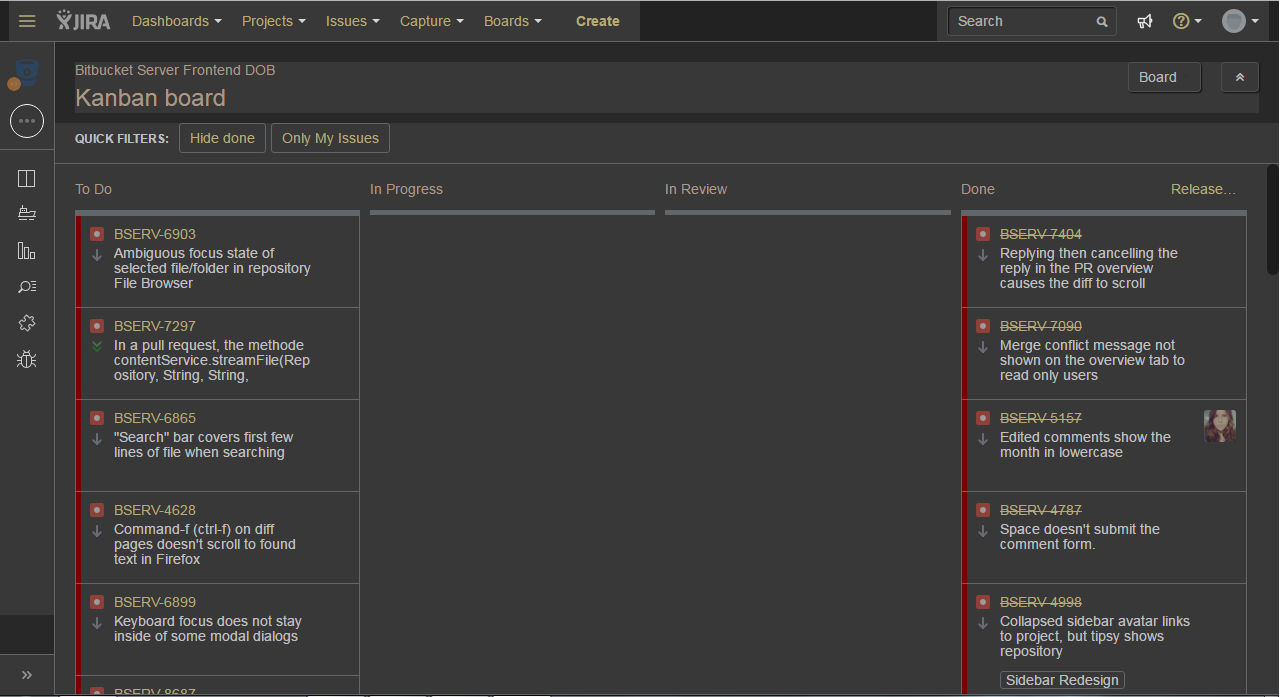 JIRA Dashboards Projects Issues Capture Boards Create Search
Bitbucket Server Frontend DOB
Board
Kanban board
QUICK FILTERS: Hide done Only My Issues
To Do In Progress In Review Done Release...
BSERV-6903
Ambiguous focus state of
selected file/folder in repository
File Browser
BSERV-7297
In a pull request, the methode
contentService.streamFile(Rep
ository, String, String,
BSERV-6865
"Search" bar covers first few
lines of file when searching
BSERV-4628
Command-f (ctrl-f) on diff
pages doesn't scroll to found
text in Firefox
BSERV-6899
Keyboard focus does not stay
inside of some modal dialogs
BSERV-8687
BSERV-7404
Replying then cancelling the
reply in the PR overview
causes the diff to scroll
BSERV-7090
Merge conflict message not
shown on the overview tab to
read only users
BSERV-5157
Edited comments show the
month in lowercase
BSERV-4787
Space doesn't submit the
comment form.
BSERV-4998
Collapsed sidebar avatar links
to project, but tipsy shows
repository
Sidebar Redesign